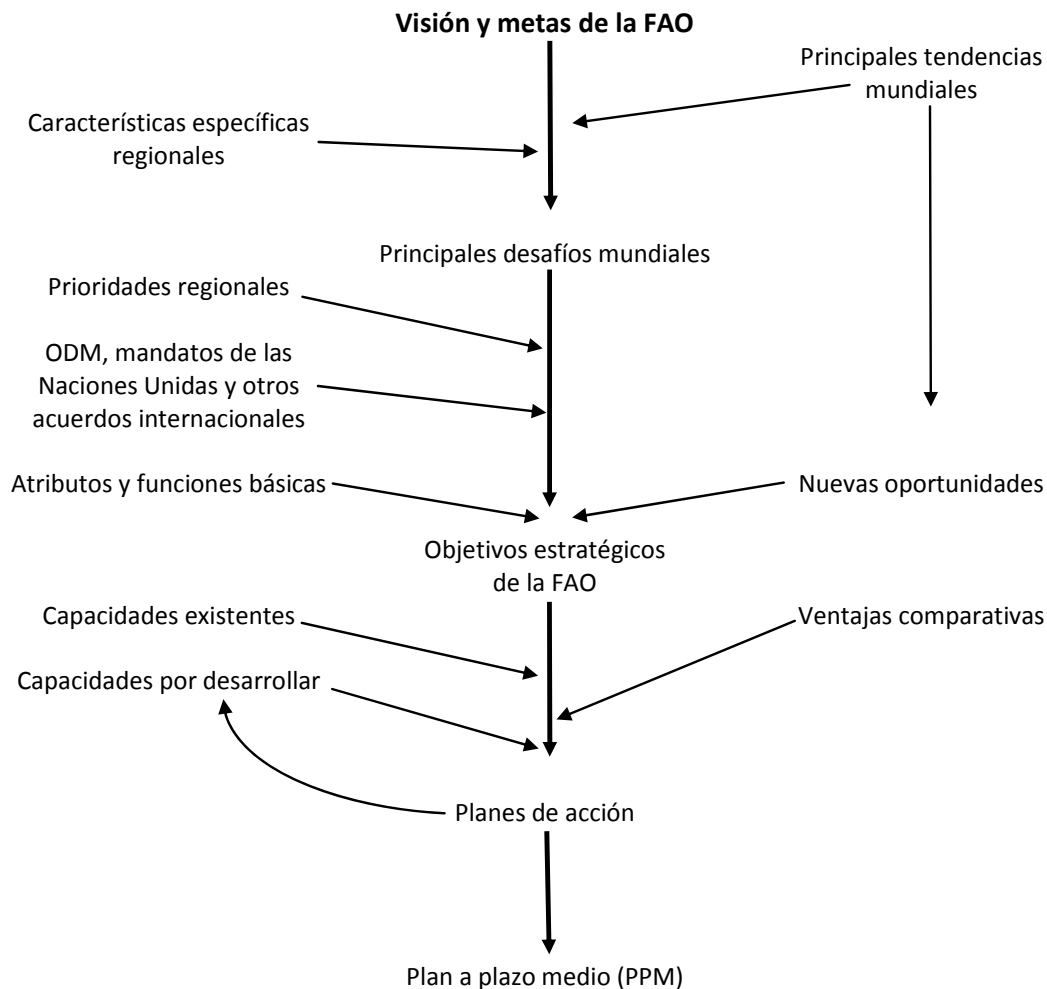 Visión y metas de la FAO
Principales tendencias
mundiales
Características específicas
regionales
Principales desafíos mundiales
Prioridades regionales
ODM, mandatos de las
Naciones Unidas y otros
acuerdos internacionales
Atributos y funciones básicas
Nuevas oportunidades
Objetivos estratégicos
de la FAO
Capacidades existentes
Ventajas comparativas
Capacidades por desarrollar
Planes de acción
Plan a plazo medio (PPM)